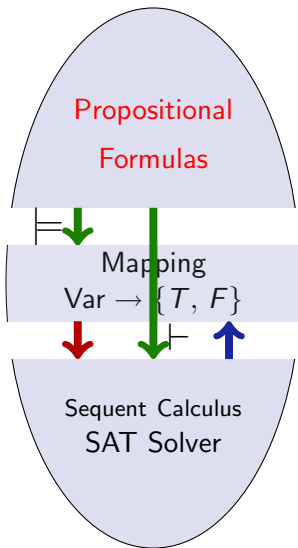 Propositional
Formulas
⊨
Mapping
Var → {T, F}
⊢
Sequent Calculus
SAT Solver